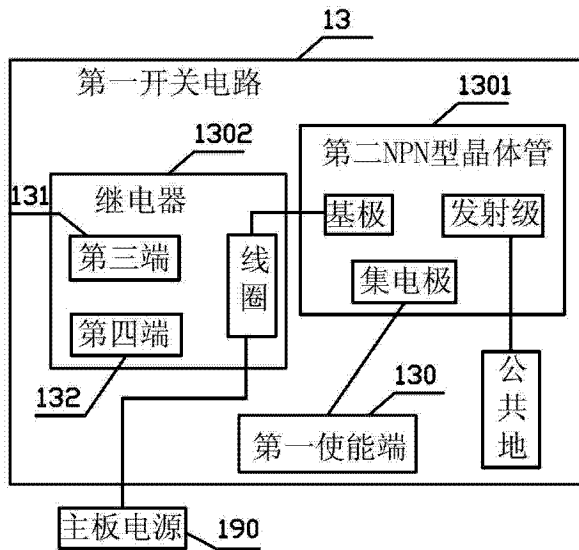 13
第一开关电路
1302
1301
131
继电器
第二NPN型晶体管
第三端
线圈
基极
发射级
集电极
第四端
132
130
公共地
第一使能端
主板电源
190